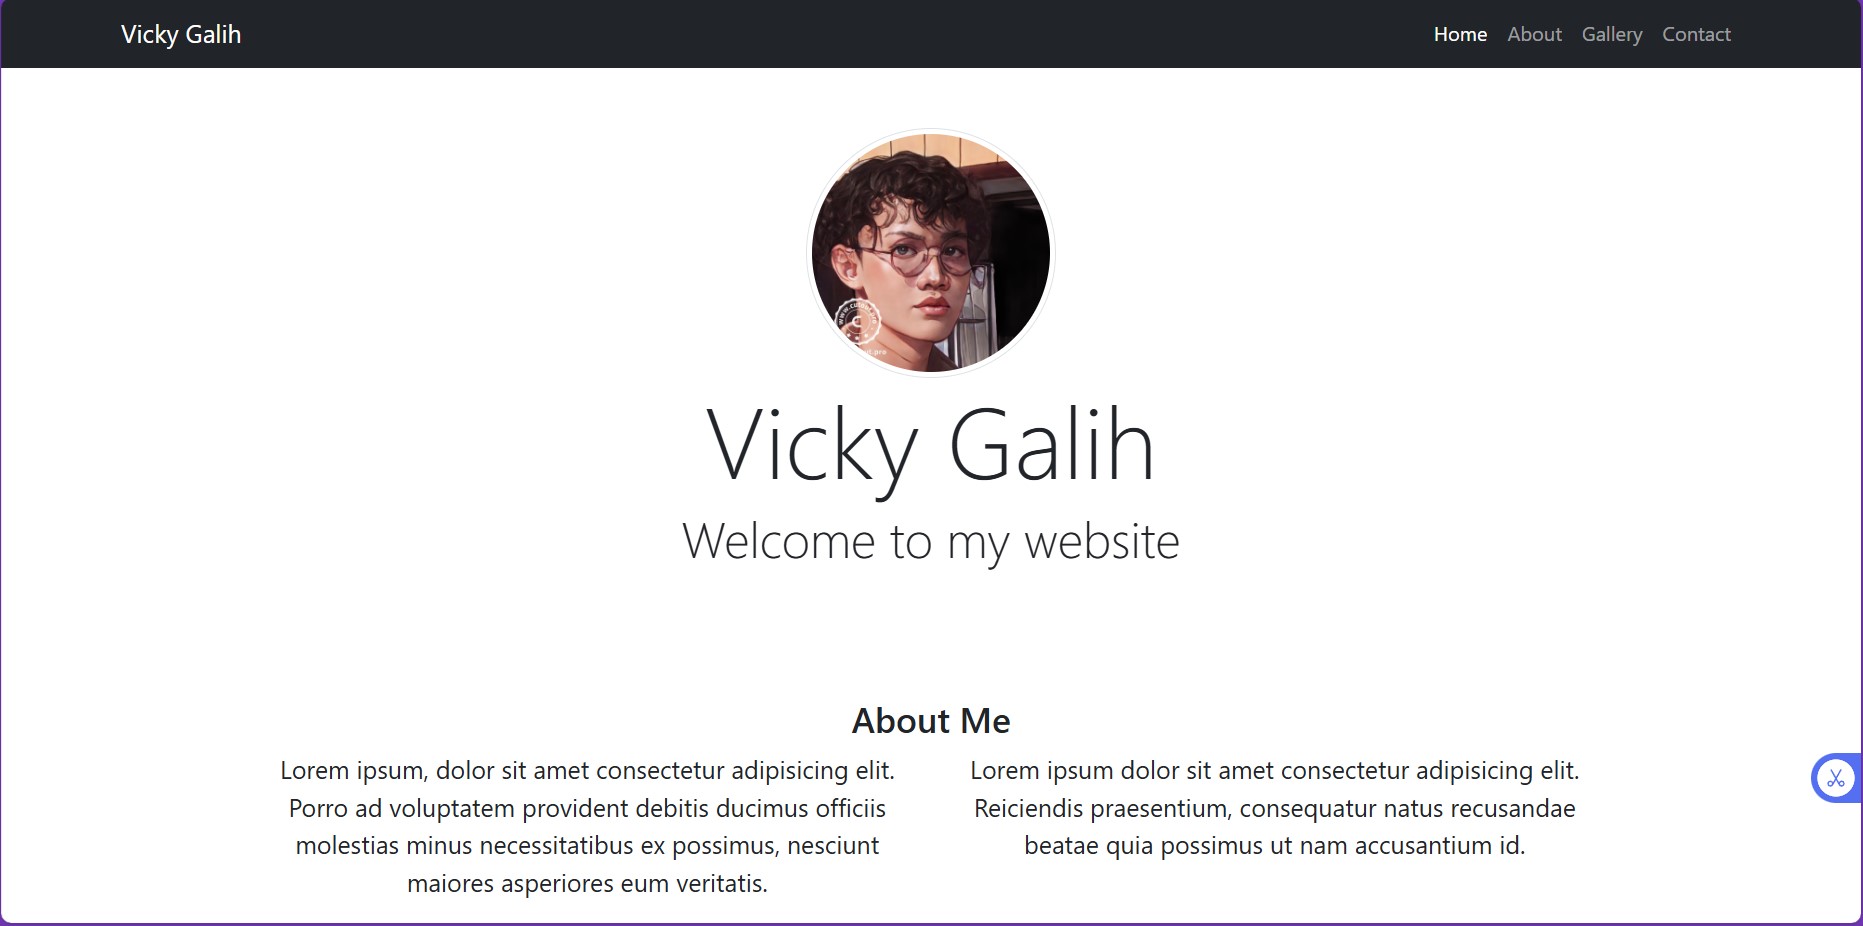 Vicky Galih
Home About Gallery Contact
Vicky Galih
Welcome to my website
About Me
Lorem ipsum, dolor sit amet consectetur adipisicing elit.
Porro ad voluptatem provident debitis ducimus officiis
molestias minus necessitatibus ex possimus, nesciunt
maiores asperiores eum veritatis.
Lorem ipsum dolor sit amet consectetur adipisicing elit.
Reiciendis praesentium, consequatur natus recusandae
beatae quia possimus ut nam accusantium id.